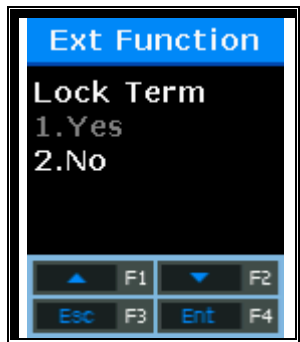 Ext Function
Lock Term
1.Yes
2.No
▲ F1 ▼ F2
Esc F3 Ent F4